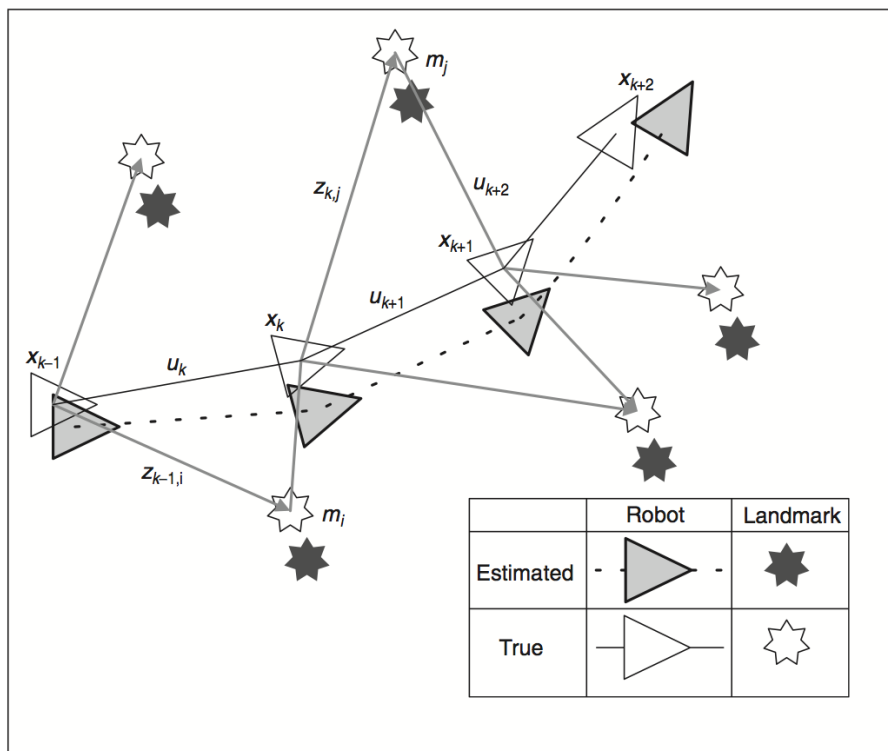 m_j
x_{k+2}
z_{k,j}
u_{k+2}
x_{k+1}
u_{k+1}
x_k
x_{k−1}
u_k
z_{k−1,i}
m_i
Robot Landmark
Estimated
True